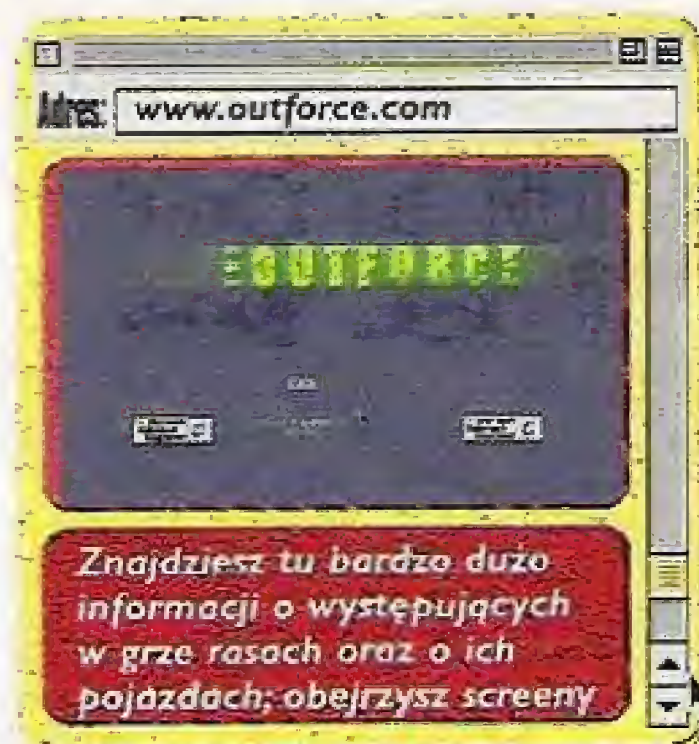 Adres: www.outforce.com
OUTFORCE
Znajdziesz tu bardzo dużo
informacji o występujących
w grze rasach oraz o ich
pojazdach; obejrzysz screeny